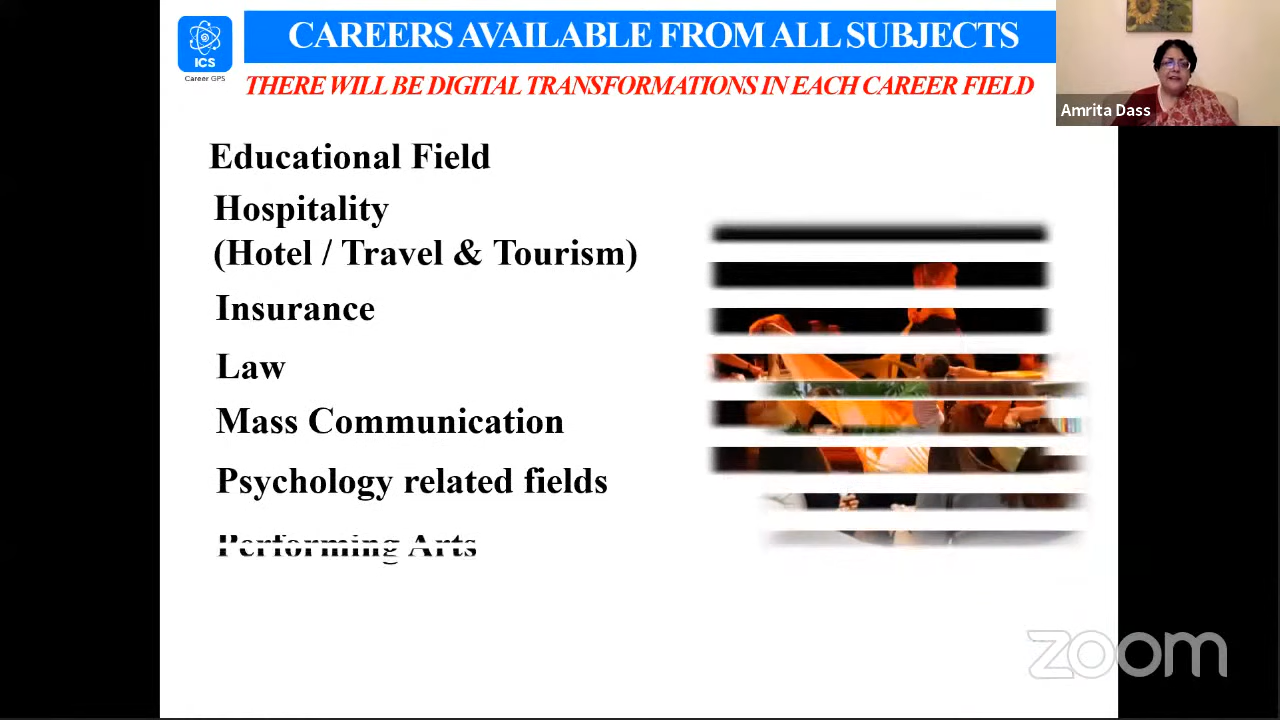 ICS
Career GPS
CAREERS AVAILABLE FROM ALL SUBJECTS
THERE WILL BE DIGITAL TRANSFORMATIONS IN EACH CAREER FIELD
Amrita Dass
Educational Field
Hospitality
(Hotel / Travel & Tourism)
Insurance
Law
Mass Communication
Psychology related fields
Performing Arts
zoom